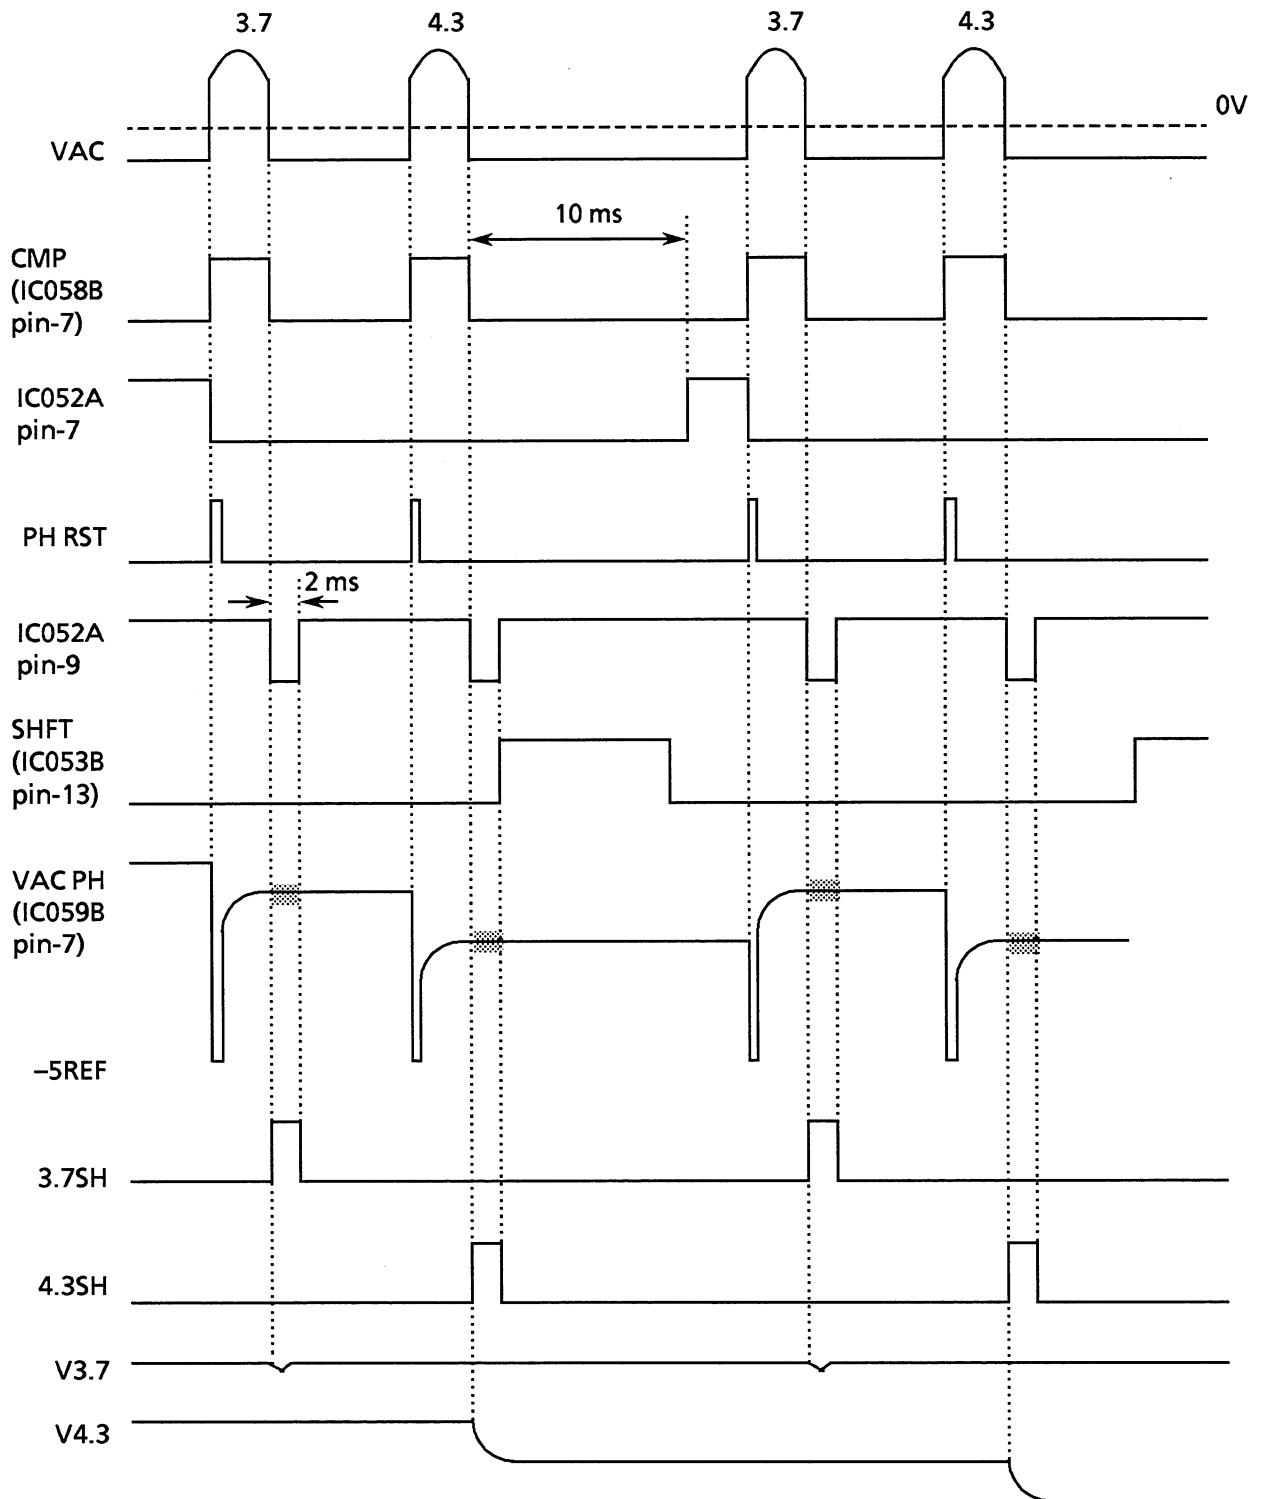 3.7
4.3
3.7
4.3
0V
VAC
10 ms
CMP
(IC058B
pin-7)
IC052A
pin-7
PH RST
2 ms
IC052A
pin-9
SHFT
(IC053B
pin-13)
VAC PH
(IC059B
pin-7)
–5REF
3.7SH
4.3SH
V3.7
V4.3